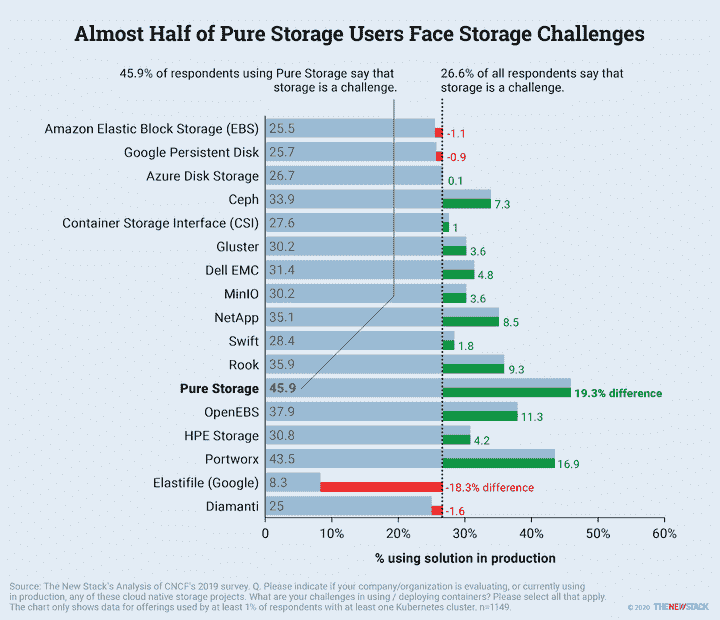 Almost Half of Pure Storage Users Face Storage Challenges
45.9% of respondents using Pure Storage say that
storage is a challenge.
26.6% of all respondents say that
storage is a challenge.
Amazon Elastic Block Storage (EBS) 25.5 -1.1
Google Persistent Disk 25.7 -0.9
Azure Disk Storage 26.7 0.1
Ceph 33.9 7.3
Container Storage Interface (CSI) 27.6 1
Gluster 30.2 3.6
Dell EMC 31.4 4.8
MinIO 30.2 3.6
NetApp 35.1 8.5
Swift 28.4 1.8
Rook 35.9 9.3
Pure Storage 45.9 19.3% difference
OpenEBS 37.9 11.3
HPE Storage 30.8 4.2
Portworx 43.5 16.9
Elastifile (Google) 8.3 -18.3% difference
Diamanti 25 -1.6
0 10% 20% 30% 40% 50% 60%
% using solution in production
Source: The New Stack's Analysis of CNCF's 2019 survey. Q. Please indicate if your company/organization is evaluating, or currently using
in production, any of these cloud native storage projects. What are your challenges in using / deploying containers? Please select all that apply.
The chart only shows data for offerings used by at least 1% of respondents with at least one Kubernetes cluster. n=1149.
© 2020 THENEWSTACK